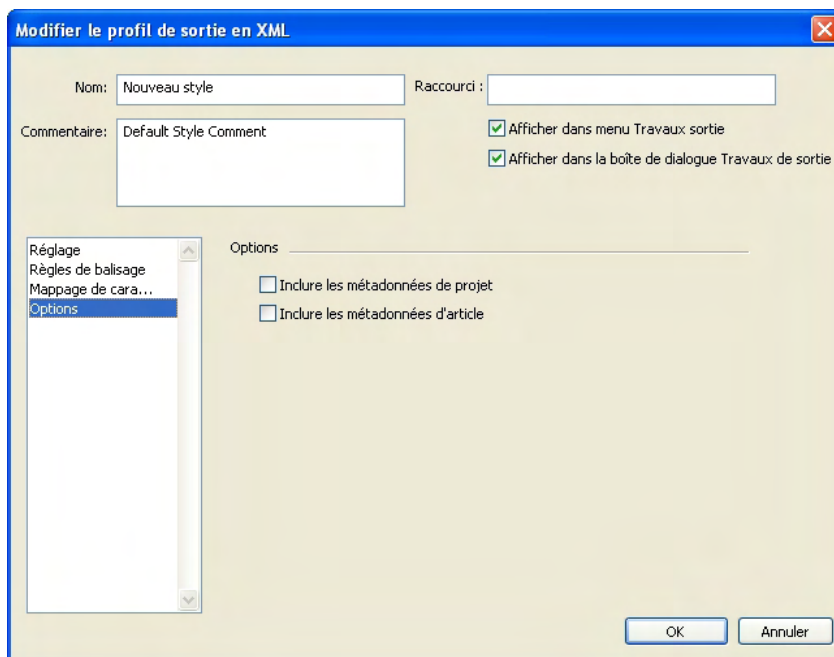 Modifier le profil de sortie en XML
Nom: Nouveau style
Raccourci :
Commentaire: Default Style Comment
Afficher dans menu Travaux sortie
Afficher dans la boîte de dialogue Travaux de sortie
Réglage
Règles de balisage
Mappage de cara...
Options
Options
Inclure les métadonnées de projet
Inclure les métadonnées d'article
OK
Annuler